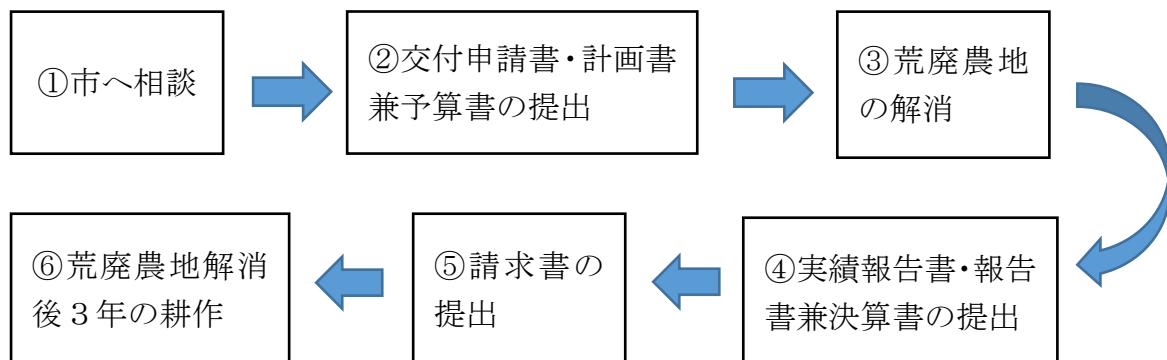 ①市へ相談
②交付申請書・計画書
兼予算書の提出
③荒廃農地
の解消
④実績報告書・報告
書兼決算書の提出
⑤請求書の
提出
⑥荒廃農地解消
後３年の耕作